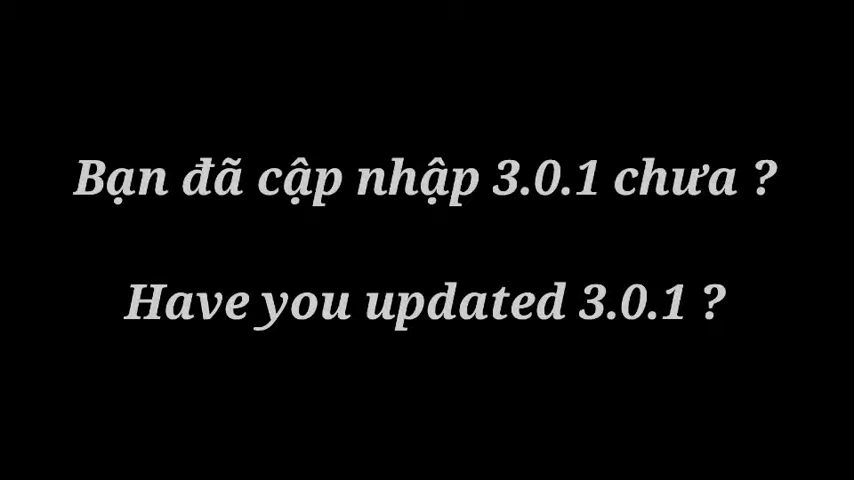 Bạn đã cập nhập 3.0.1 chưa ?
Have you updated 3.0.1 ?